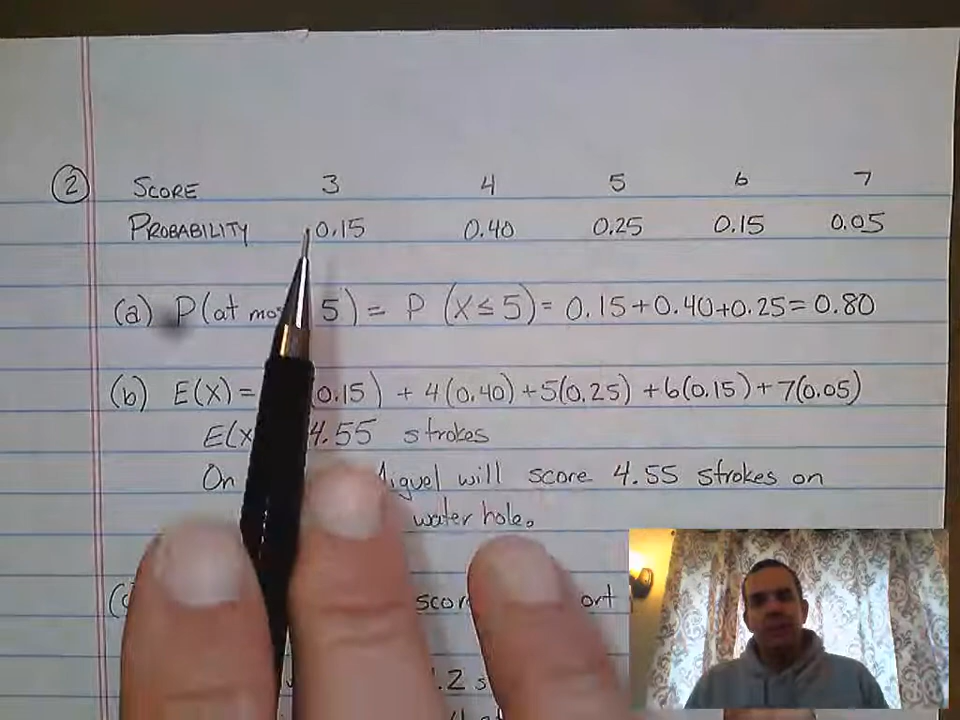 2 SCORE 3 4 5 6 7
PROBABILITY 0.15 0.40 0.25 0.15 0.05
(a) P(at 5) = P (X ≤ 5) = 0.15+0.40+0.25=0.80
(b) E(X) = (0.15) + 4(0.40)+5(0.25) +6(0.15)+7(0.05)
4.55 strokes
On will score 4.55 strokes on
water hole.